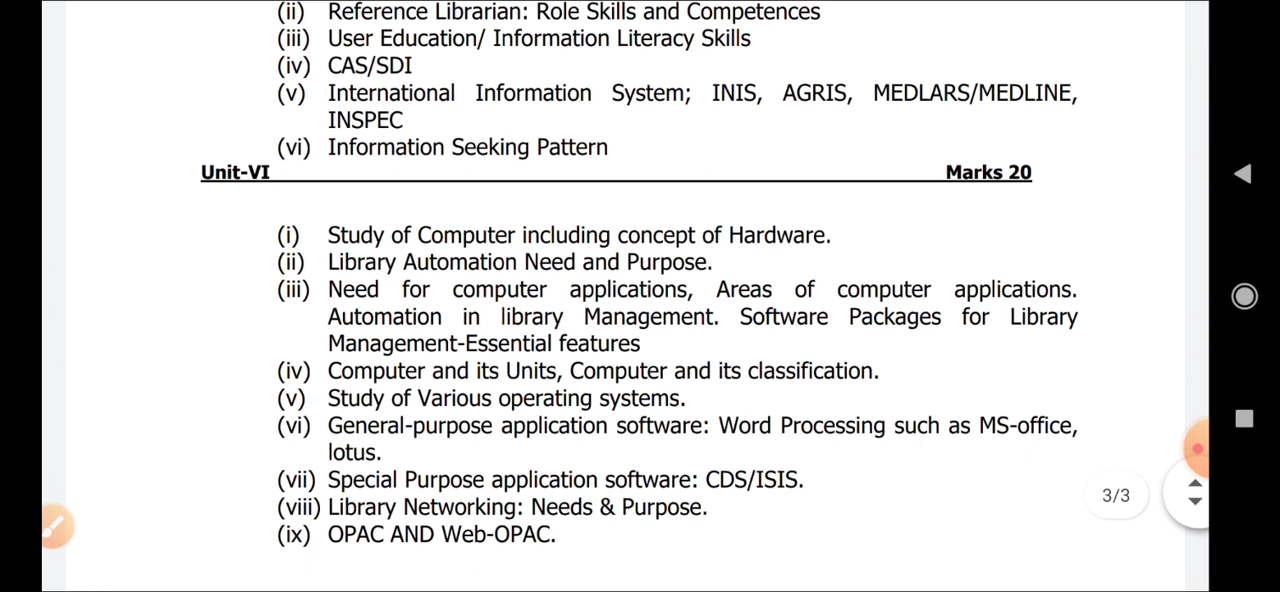 (ii) Reference Librarian: Role Skills and Competences
(iii) User Education/ Information Literacy Skills
(iv) CAS/SDI
(v) International Information System; INIS, AGRIS, MEDLARS/MEDLINE,
INSPEC
(vi) Information Seeking Pattern
Unit-VI Marks 20
(i) Study of Computer including concept of Hardware.
(ii) Library Automation Need and Purpose.
(iii) Need for computer applications, Areas of computer applications.
Automation in library Management. Software Packages for Library
Management-Essential features
(iv) Computer and its Units, Computer and its classification.
(v) Study of Various operating systems.
(vi) General-purpose application software: Word Processing such as MS-office,
lotus.
(vii) Special Purpose application software: CDS/ISIS.
(viii) Library Networking: Needs & Purpose.
(ix) OPAC AND Web-OPAC.
3/3